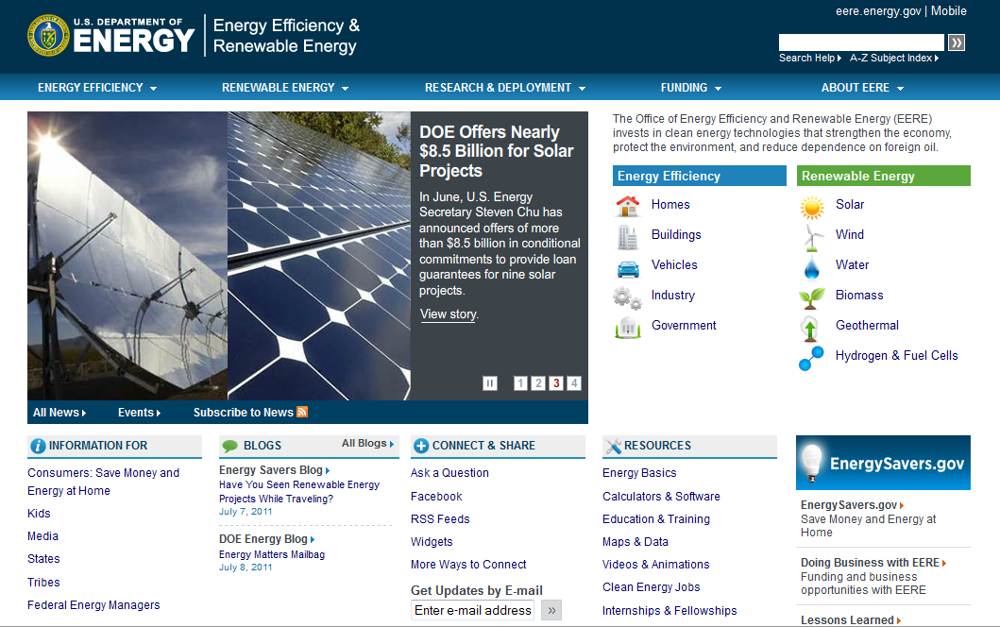 eere.energy.gov | Mobile
U.S. DEPARTMENT OF
ENERGY
Energy Efficiency &
Renewable Energy
Search Help
A-Z Subject Index
ENERGY EFFICIENCY
RENEWABLE ENERGY
RESEARCH & DEPLOYMENT
FUNDING
ABOUT EERE
DOE Offers Nearly
$8.5 Billion for Solar
Projects
In June, U.S. Energy
Secretary Steven Chu has
announced offers of more
than $8.5 billion in conditional
commitments to provide loan
guarantees for nine solar
projects.
View story.
1 2 3 4
All News
Events
Subscribe to News
The Office of Energy Efficiency and Renewable Energy (EERE)
invests in clean energy technologies that strengthen the economy,
protect the environment, and reduce dependence on foreign oil.
Energy Efficiency
Homes
Buildings
Vehicles
Industry
Government
Renewable Energy
Solar
Wind
Water
Biomass
Geothermal
Hydrogen & Fuel Cells
INFORMATION FOR
Consumers: Save Money and
Energy at Home
Kids
Media
States
Tribes
Federal Energy Managers
BLOGS
All Blogs
Energy Savers Blog
Have You Seen Renewable Energy
Projects While Traveling?
July 7, 2011
DOE Energy Blog
Energy Matters Mailbag
July 8, 2011
CONNECT & SHARE
Ask a Question
Facebook
RSS Feeds
Widgets
More Ways to Connect
Get Updates by E-mail
Enter e-mail address
RESOURCES
Energy Basics
Calculators & Software
Education & Training
Maps & Data
Videos & Animations
Clean Energy Jobs
Internships & Fellowships
EnergySavers.gov
EnergySavers.gov
Save Money and Energy at
Home
Doing Business with EERE
Funding and business
opportunities with EERE
Lessons Learned